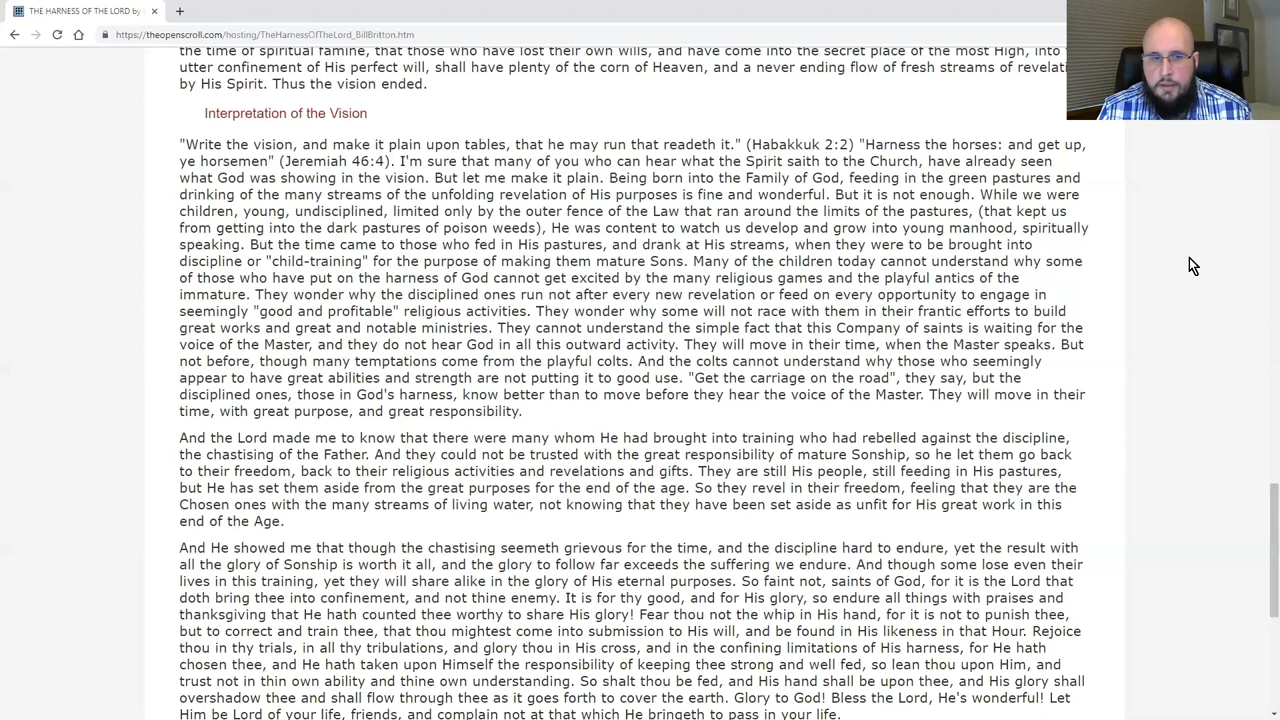 THE HARNESS OF THE LORD by
https://theopenscroll.com/hosting/TheHarnessOfTheLord_BillBritton.htm
the time of spiritual famine, that those who have lost their own wills, and have come into the secret place of the most High, into
utter confinement of His perfect will, shall have plenty of the corn of Heaven, and a never ending flow of fresh streams of
by His Spirit. Thus the vision ended.
Interpretation of the Vision
"Write the vision, and make it plain upon tables, that he may run that readeth it." (Habakkuk 2:2) "Harness the horses: and get up,
ye horsemen" (Jeremiah 46:4). I'm sure that many of you who can hear what the Spirit saith to the Church, have already seen
what God was showing in the vision. But let me make it plain. Being born into the Family of God, feeding in the green pastures and
drinking of the many streams of the unfolding revelation of His purposes is fine and wonderful. But it is not enough. While we were
children, young, undisciplined, limited only by the outer fence of the Law that ran around the limits of the pastures, (that kept us
from getting into the dark pastures of poison weeds), He was content to watch us develop and grow into young manhood, spiritually
speaking. But the time came to those who fed in His pastures, and drank at His streams, when they were to be brought into
discipline or "child-training" for the purpose of making them mature Sons. Many of the children today cannot understand why some
of those who have put on the harness of God cannot get excited by the many religious games and the playful antics of the
immature. They wonder why the disciplined ones run not after every new revelation or feed on every opportunity to engage in
seemingly "good and profitable" religious activities. They wonder why some will not race with them in their frantic efforts to build
great works and great and notable ministries. They cannot understand the simple fact that this Company of saints is waiting for the
voice of the Master, and they do not hear God in all this outward activity. They will move in their time, when the Master speaks. But
not before, though many temptations come from the playful colts. And the colts cannot understand why those who seemingly
appear to have great abilities and strength are not putting it to good use. "Get the carriage on the road", they say, but the
disciplined ones, those in God's harness, know better than to move before they hear the voice of the Master. They will move in their
time, with great purpose, and great responsibility.
And the Lord made me to know that there were many whom He had brought into training who had rebelled against the discipline,
the chastising of the Father. And they could not be trusted with the great responsibility of mature Sonship, so he let them go back
to their freedom, back to their religious activities and revelations and gifts. They are still His people, still feeding in His pastures,
but He has set them aside from the great purposes for the end of the age. So they revel in their freedom, feeling that they are the
Chosen ones with the many streams of living water, not knowing that they have been set aside as unfit for His great work in this
end of the Age.
And He showed me that though the chastising seemeth grievous for the time, and the discipline hard to endure, yet the result with
all the glory of Sonship is worth it all, and the glory to follow far exceeds the suffering we endure. And though some lose even their
lives in this training, yet they will share alike in the glory of His eternal purposes. So faint not, saints of God, for it is the Lord that
doth bring thee into confinement, and not thine enemy. It is for thy good, and for His glory, so endure all things with praises and
thanksgiving that He hath counted thee worthy to share His glory! Fear thou not the whip in His hand, for it is not to punish thee,
but to correct and train thee, that thou mightest come into submission to His will, and be found in His likeness in that Hour. Rejoice
thou in thy trials, in all thy tribulations, and glory thou in His cross, and in the confining limitations of His harness, for He hath
chosen thee, and He hath taken upon Himself the responsibility of keeping thee strong and well fed, so lean thou upon Him, and
trust not in thin own ability and thine own understanding. So shalt thou be fed, and His hand shall be upon thee, and His glory shall
overshadow thee and shall flow through thee as it goes forth to cover the earth. Glory to God! Bless the Lord, He's wonderful! Let
Him be Lord of your life, friends, and complain not at that which He bringeth to pass in your life.